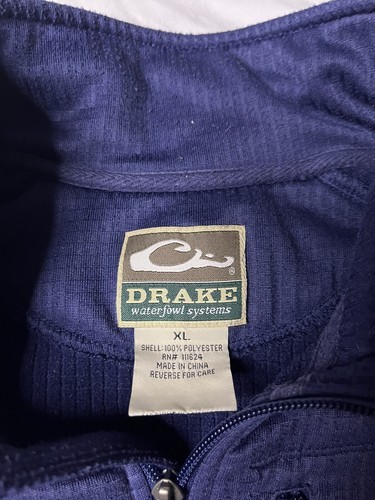 ®
DRAKE
waterfowl systems
XL
SHELL: 100% POLYESTER
RN# 111624
MADE IN CHINA
REVERSE FOR CARE